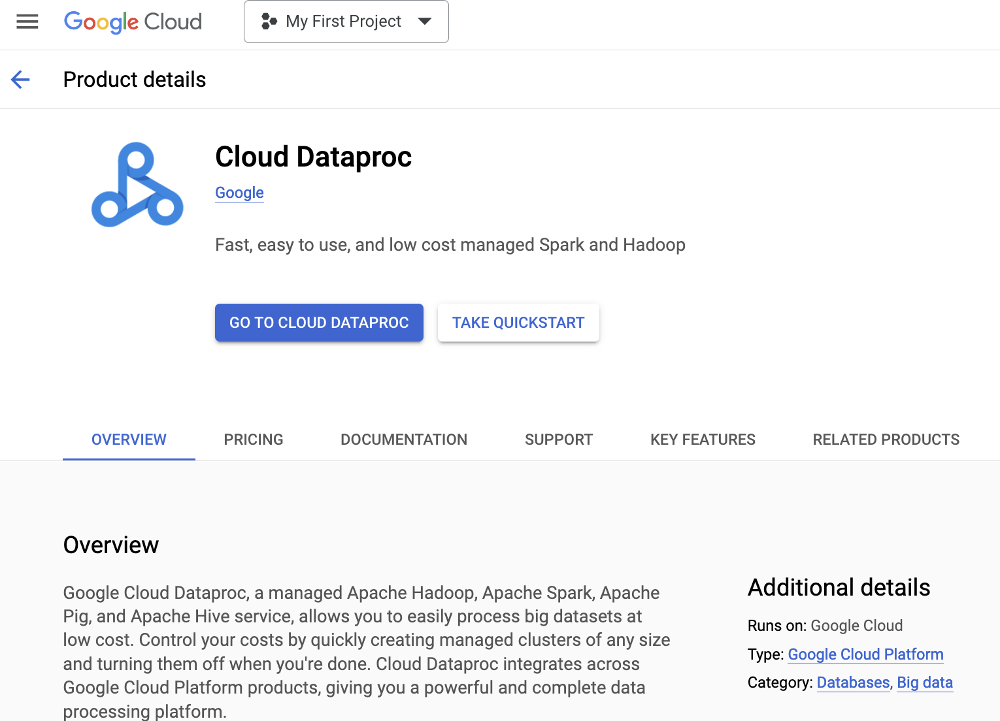 Google Cloud
My First Project
Product details
Cloud Dataproc
Google
Fast, easy to use, and low cost managed Spark and Hadoop
GO TO CLOUD DATAPROC
TAKE QUICKSTART
OVERVIEW
PRICING
DOCUMENTATION
SUPPORT
KEY FEATURES
RELATED PRODUCTS
Overview
Google Cloud Dataproc, a managed Apache Hadoop, Apache Spark, Apache
Pig, and Apache Hive service, allows you to easily process big datasets at
low cost. Control your costs by quickly creating managed clusters of any size
and turning them off when you're done. Cloud Dataproc integrates across
Google Cloud Platform products, giving you a powerful and complete data
processing platform.
Additional details
Runs on: Google Cloud
Type: Google Cloud Platform
Category: Databases, Big data